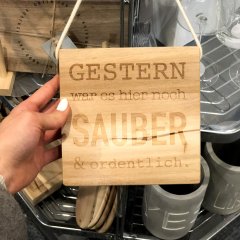 GESTERN
war es hier noch
SAUBER
& ordentlich.